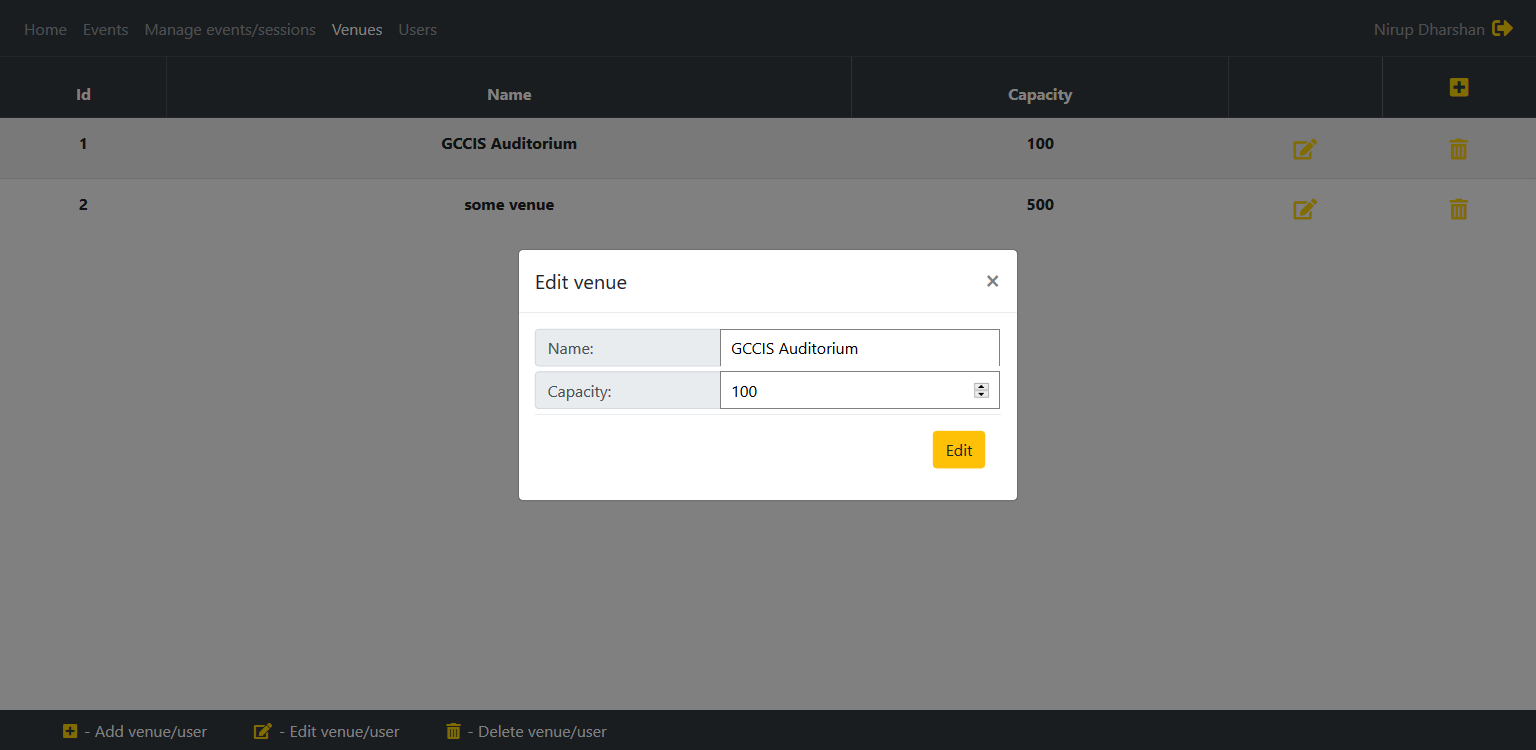 Home Events Manage events/sessions Venues Users Nirup Dharshan
Id Name Capacity
1 GCCIS Auditorium 100
2 some venue 500
Edit venue ×
Name: GCCIS Auditorium
Capacity: 100
Edit
- Add venue/user - Edit venue/user - Delete venue/user